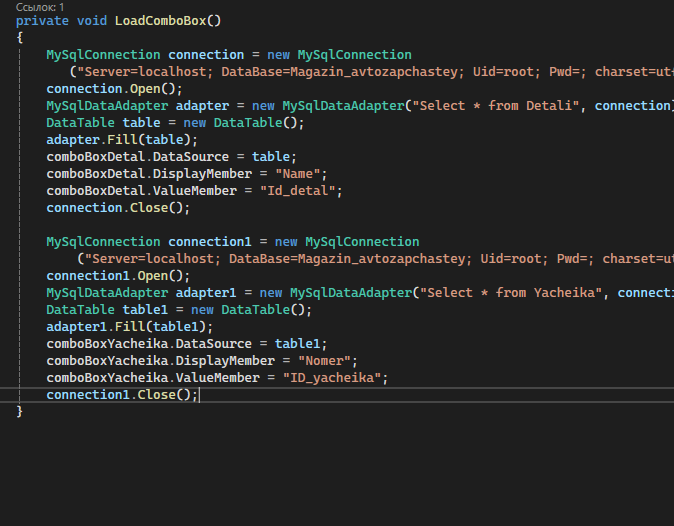 Ссылок: 1
private void LoadComboBox()
{
MySqlConnection connection = new MySqlConnection
("Server=localhost; DataBase=Magazin_avtozapchastey; Uid=root; Pwd=; charset=ut
connection.Open();
MySqlDataAdapter adapter = new MySqlDataAdapter("Select * from Detali", connection)
DataTable table = new DataTable();
adapter.Fill(table);
comboBoxDetal.DataSource = table;
comboBoxDetal.DisplayMember = "Name";
comboBoxDetal.ValueMember = "Id_detal";
connection.Close();
MySqlConnection connection1 = new MySqlConnection
("Server=localhost; DataBase=Magazin_avtozapchastey; Uid=root; Pwd=; charset=ut
connection1.Open();
MySqlDataAdapter adapter1 = new MySqlDataAdapter("Select * from Yacheika", connecti
DataTable table1 = new DataTable();
adapter1.Fill(table1);
comboBoxYacheika.DataSource = table1;
comboBoxYacheika.DisplayMember = "Nomer";
comboBoxYacheika.ValueMember = "ID_yacheika";
connection1.Close();
}